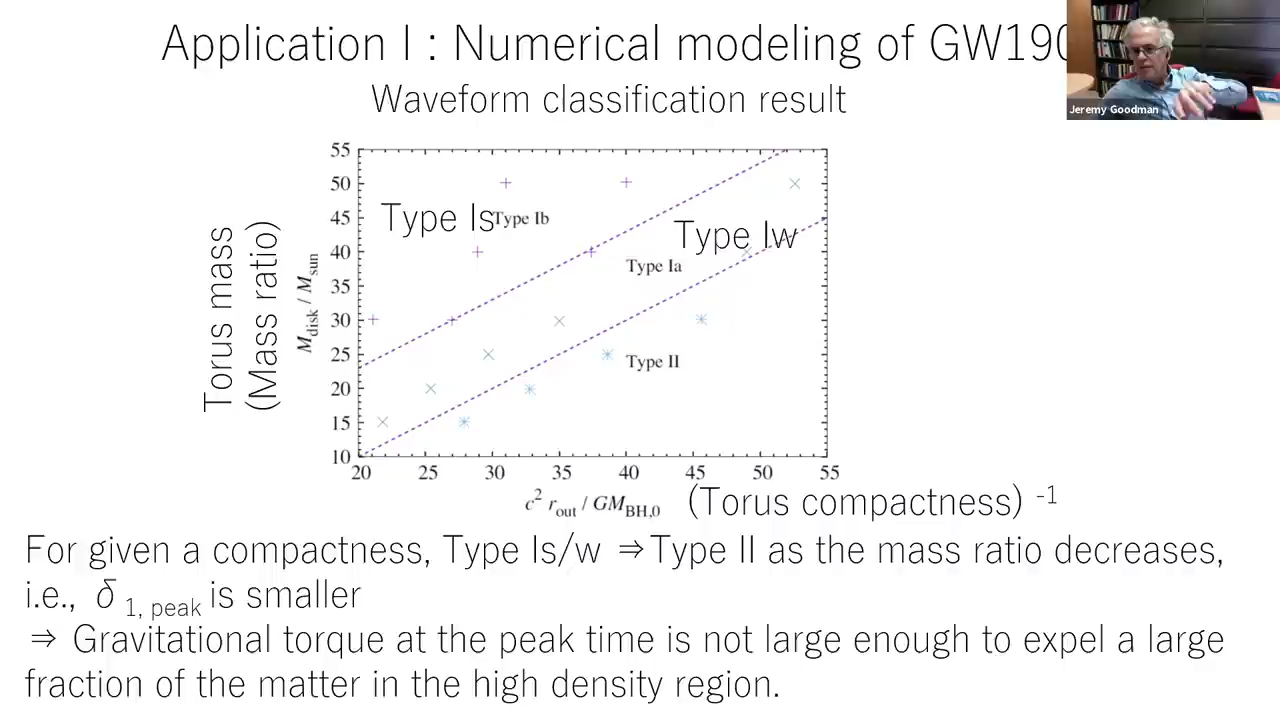 Application I : Numerical modeling of GW190
Jeremy Goodman
Waveform classification result
Torus mass
(Mass ratio)
M_disk / M_sun
55
50
45
40
35
30
25
20
15
10
Type Is
Type Ib
Type Iw
Type Ia
Type II
20 25 30 35 40 45 50 55
c² r_out / GM_BH,0
(Torus compactness) ⁻¹
For given a compactness, Type Is/w ⇒Type II as the mass ratio decreases,
i.e., δ 1, peak is smaller
⇒ Gravitational torque at the peak time is not large enough to expel a large
fraction of the matter in the high density region.